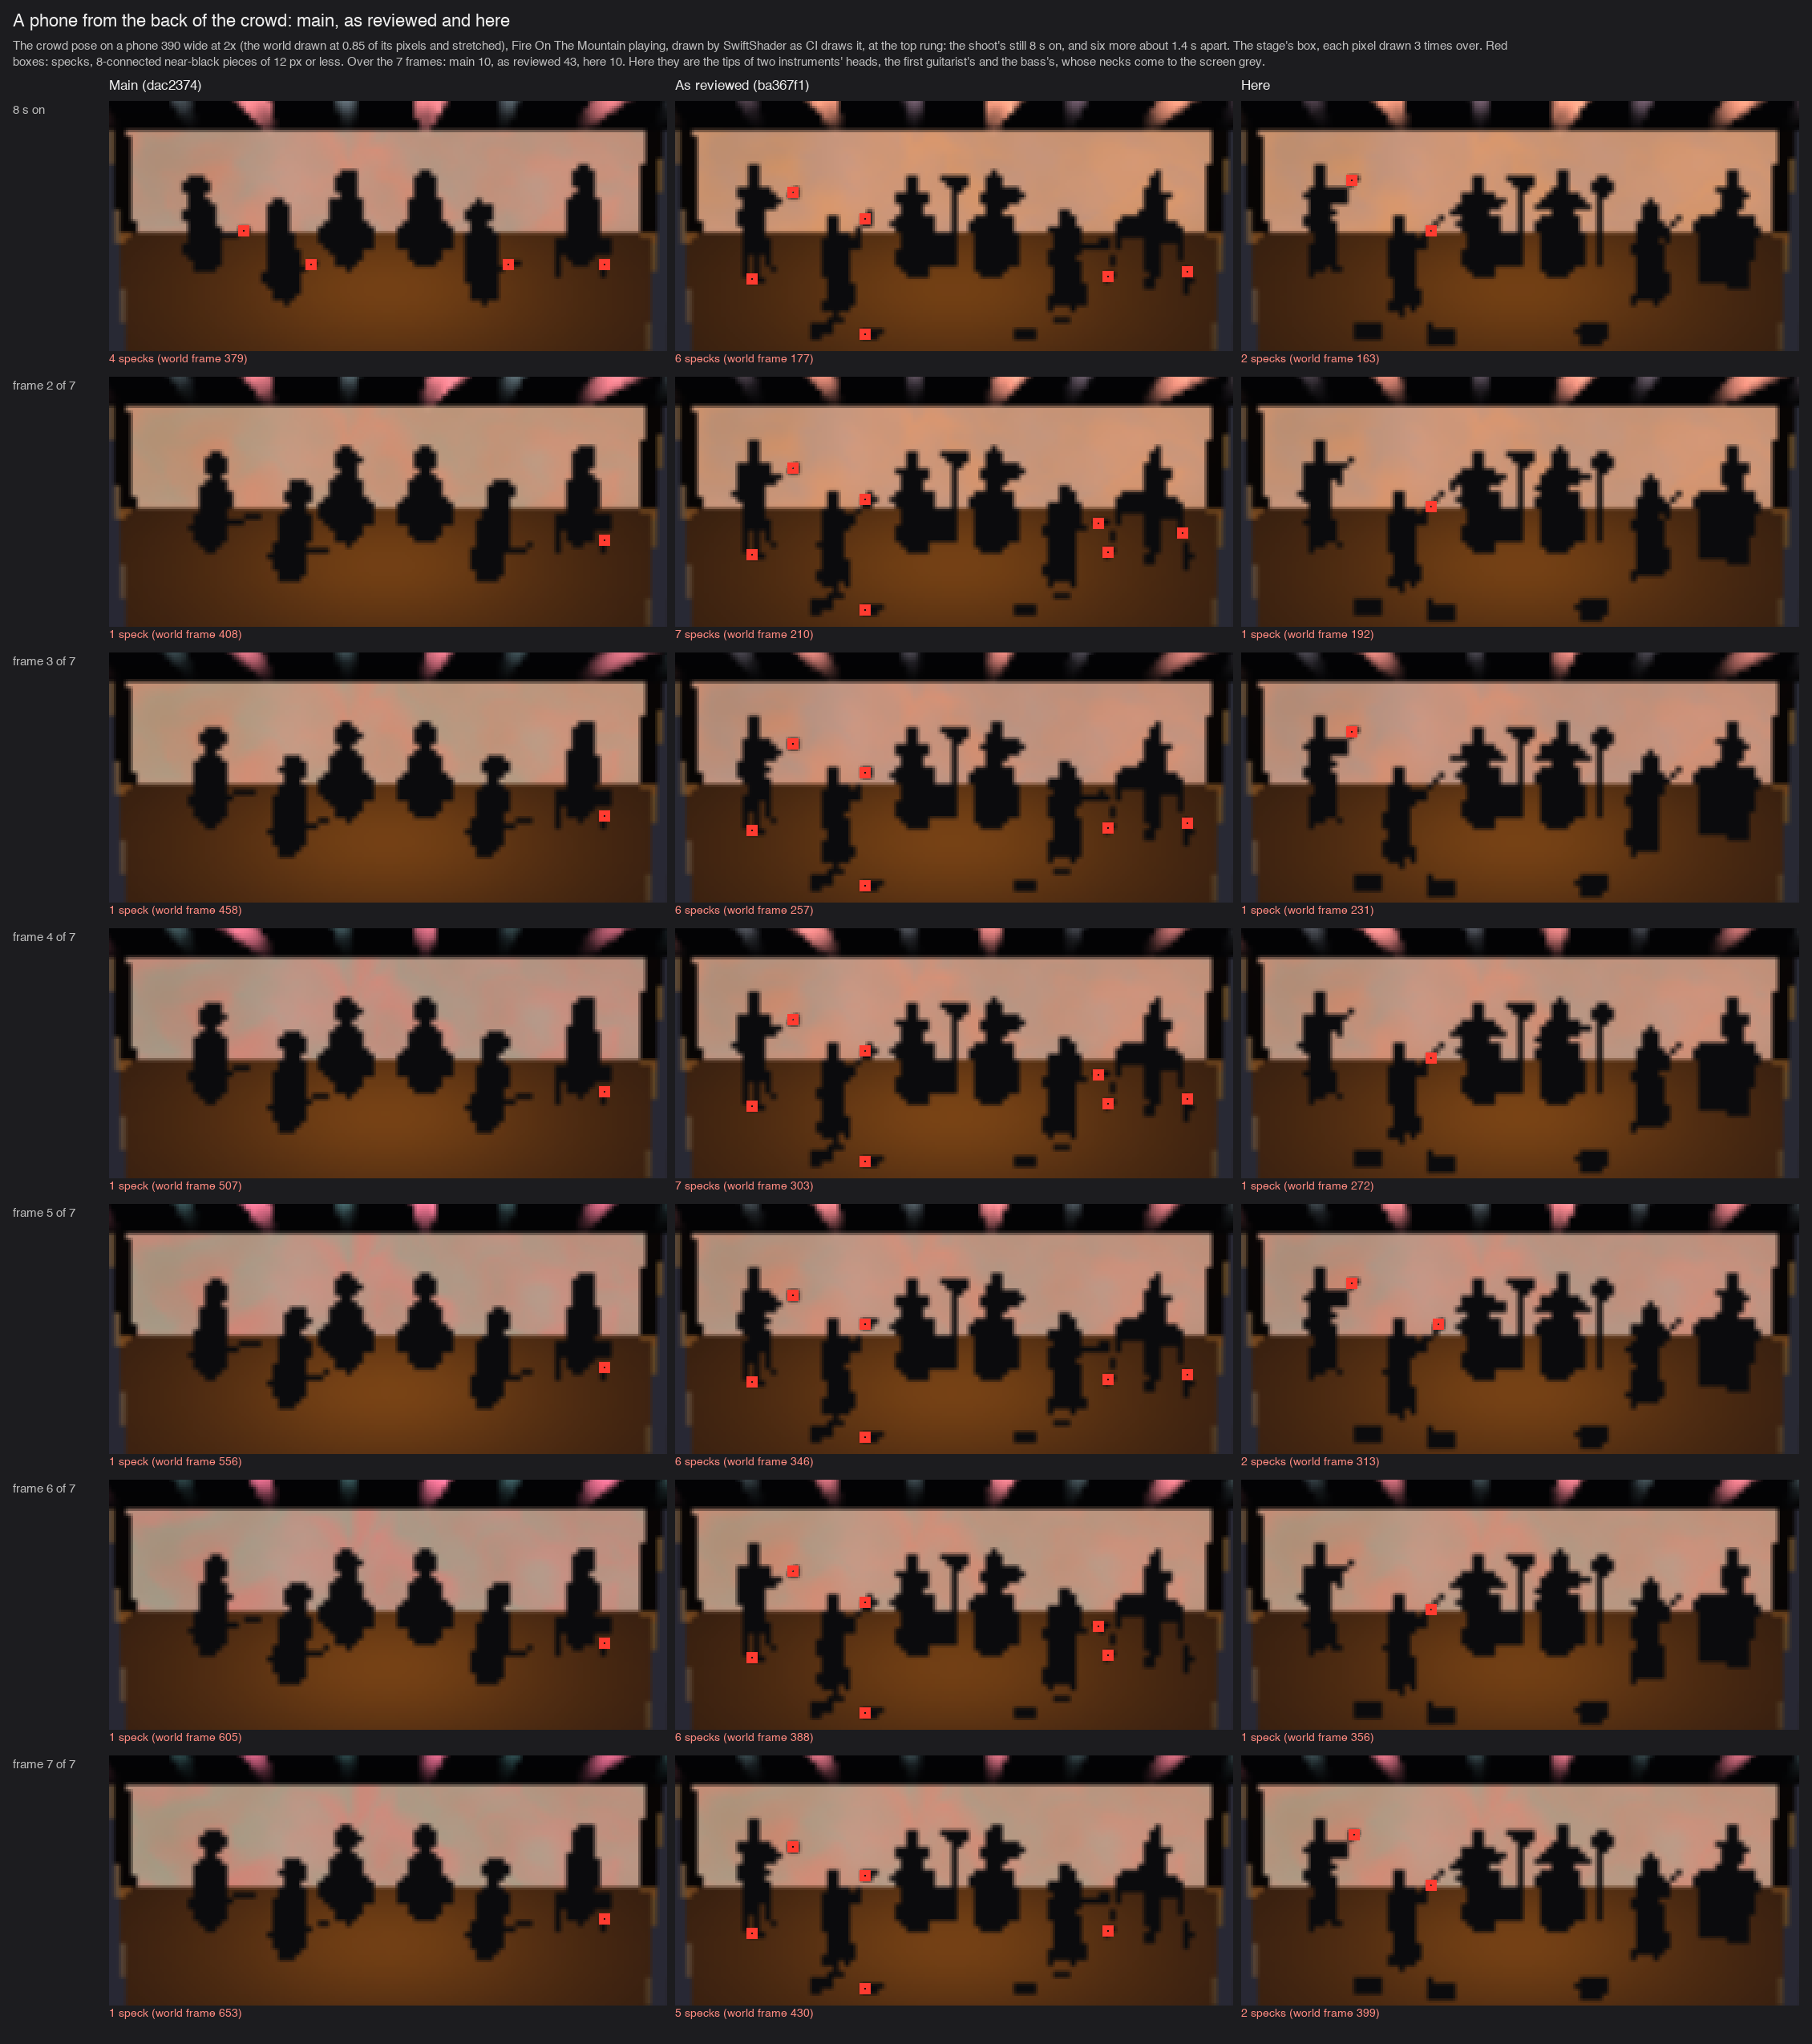 A phone from the back of the crowd: main, as reviewed and here
The crowd pose on a phone 390 wide at 2x (the world drawn at 0.85 of its pixels and stretched), Fire On The Mountain playing, drawn by SwiftShader as CI draws it, at the top rung: the shoot's still 8 s on, and six more about 1.4 s apart. The stage's box, each pixel drawn 3 times over. Red
boxes: specks, 8-connected near-black pieces of 12 px or less. Over the 7 frames: main 10, as reviewed 43, here 10. Here they are the tips of two instruments' heads, the first guitarist's and the bass's, whose necks come to the screen grey.
Main (dac2374)
As reviewed (ba367f1)
Here
8 s on
4 specks (world frame 379)
6 specks (world frame 177)
2 specks (world frame 163)
frame 2 of 7
1 speck (world frame 408)
7 specks (world frame 210)
1 speck (world frame 192)
frame 3 of 7
1 speck (world frame 458)
6 specks (world frame 257)
1 speck (world frame 231)
frame 4 of 7
1 speck (world frame 507)
7 specks (world frame 303)
1 speck (world frame 272)
frame 5 of 7
1 speck (world frame 556)
6 specks (world frame 346)
2 specks (world frame 313)
frame 6 of 7
1 speck (world frame 605)
6 specks (world frame 388)
1 speck (world frame 356)
frame 7 of 7
1 speck (world frame 653)
5 specks (world frame 430)
2 specks (world frame 399)